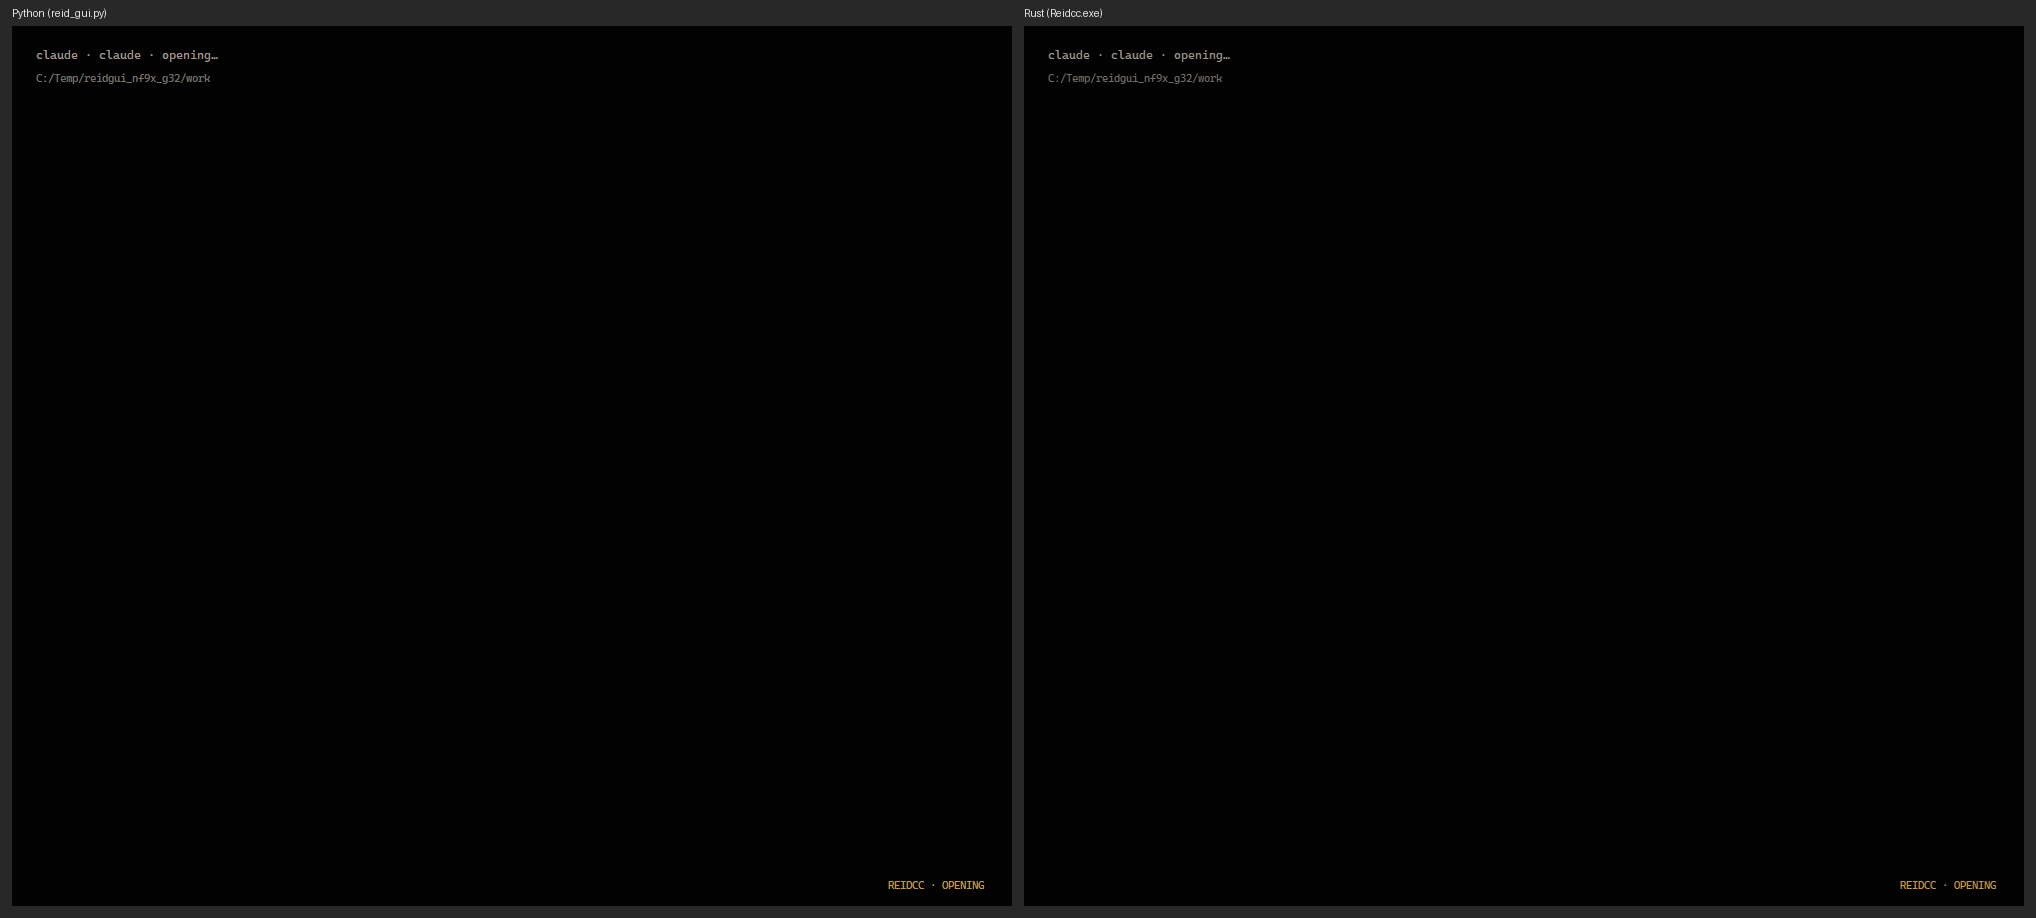 Python (reid_gui.py)
claude · claude · opening…
C:/Temp/reidgui_nf9x_g32/work
REIDCC · OPENING
Rust (Reidcc.exe)
claude · claude · opening…
C:/Temp/reidgui_nf9x_g32/work
REIDCC · OPENING